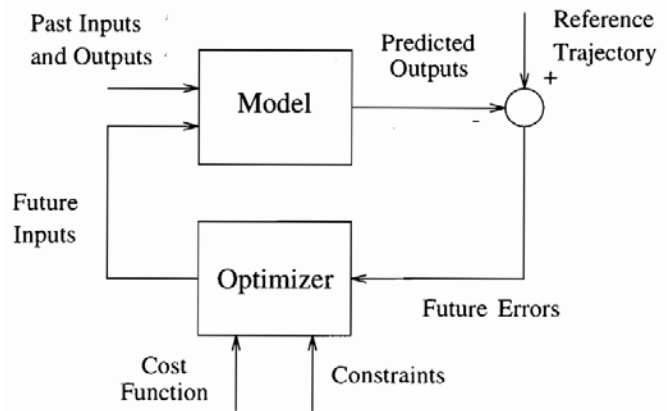 Past Inputs
and Outputs
Model
Predicted
Outputs
Reference
Trajectory
+
-
Future
Inputs
Optimizer
Future Errors
Cost
Function
Constraints